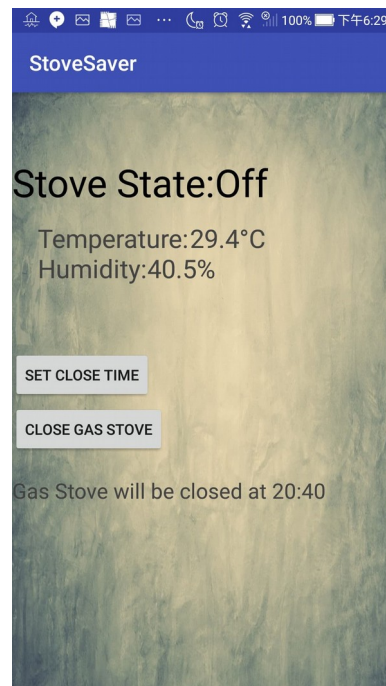 100% 下午6:29
StoveSaver
Stove State:Off
Temperature:29.4°C
Humidity:40.5%
SET CLOSE TIME
CLOSE GAS STOVE
Gas Stove will be closed at 20:40